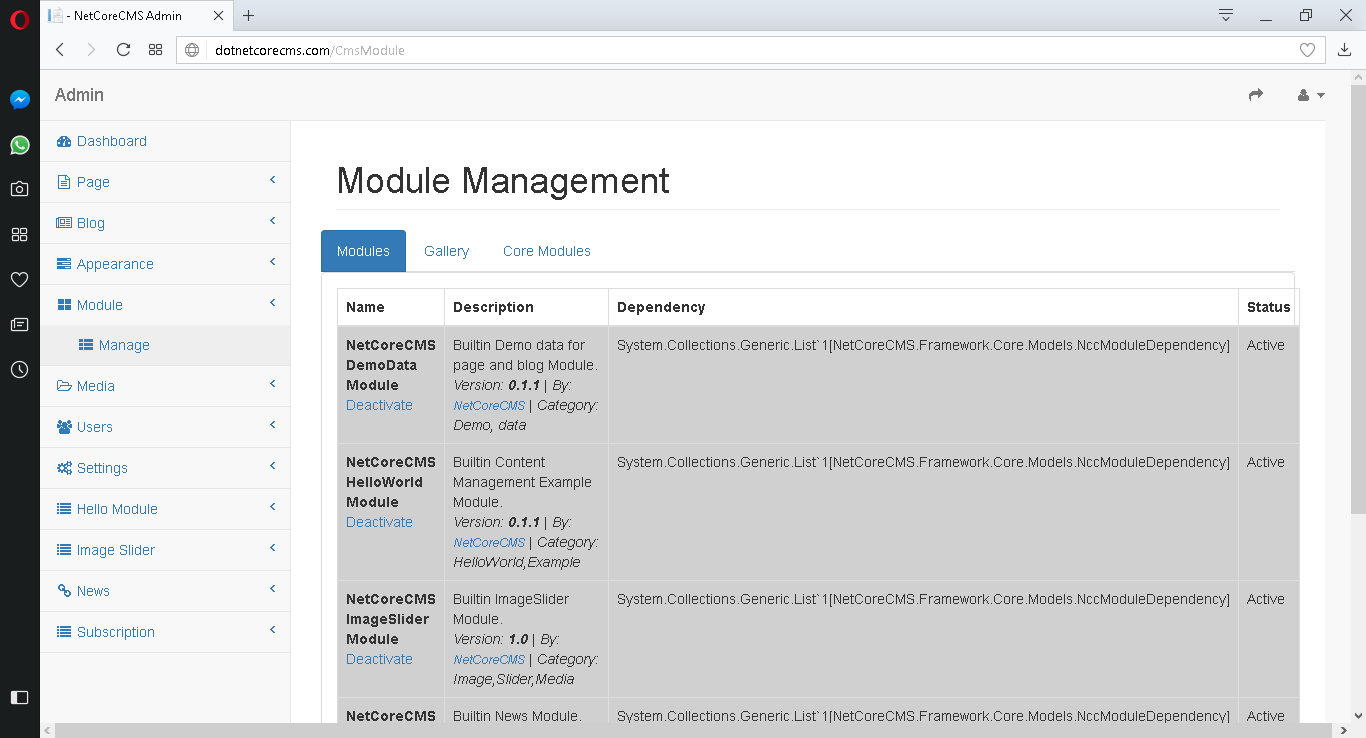 - NetCoreCMS Admin
dotnetcorecms.com/CmsModule
Admin
Dashboard
Page
Blog
Appearance
Module
Manage
Media
Users
Settings
Hello Module
Image Slider
News
Subscription
Module Management
Modules Gallery Core Modules
Name Description Dependency Status
NetCoreCMS
DemoData
Module
Deactivate
Builtin Demo data for
page and blog Module.
Version: 0.1.1 | By:
NetCoreCMS | Category:
Demo, data
System.Collections.Generic.List`1[NetCoreCMS.Framework.Core.Models.NccModuleDependency]
Active
NetCoreCMS
HelloWorld
Module
Deactivate
Builtin Content
Management Example
Module.
Version: 0.1.1 | By:
NetCoreCMS | Category:
HelloWorld,Example
System.Collections.Generic.List`1[NetCoreCMS.Framework.Core.Models.NccModuleDependency]
Active
NetCoreCMS
ImageSlider
Module
Deactivate
Builtin ImageSlider
Module.
Version: 1.0 | By:
NetCoreCMS | Category:
Image,Slider,Media
System.Collections.Generic.List`1[NetCoreCMS.Framework.Core.Models.NccModuleDependency]
Active
NetCoreCMS
Builtin News Module.
System.Collections.Generic.List`1[NetCoreCMS.Framework.Core.Models.NccModuleDependency]
Active